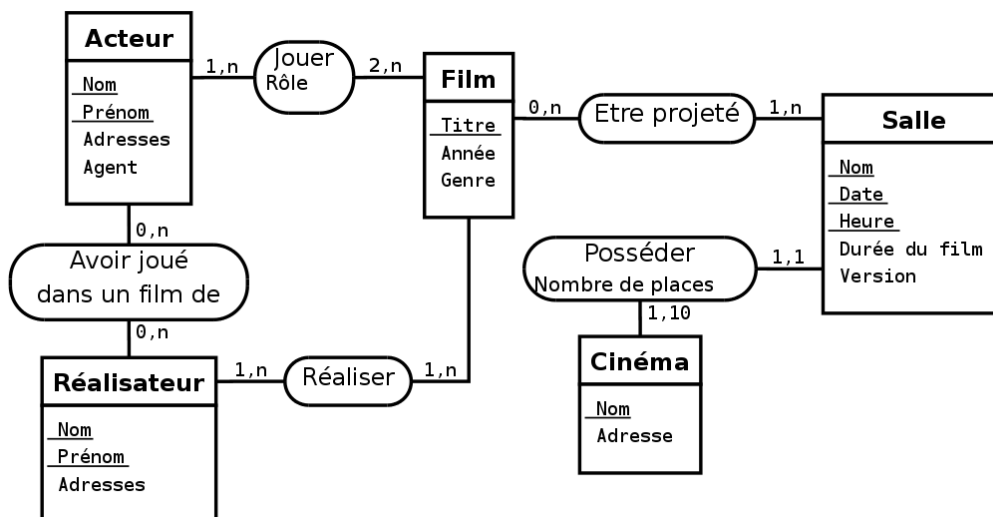 Acteur
Nom
Prénom
Adresses
Agent
1,n
Jouer
Rôle
2,n
Film
Titre
Année
Genre
0,n
Etre projeté
1,n
Salle
Nom
Date
Heure
Durée du film
Version
0,n
Avoir joué
dans un film de
0,n
Posséder
Nombre de places
1,1
1,10
Réalisateur
Nom
Prénom
Adresses
1,n
Réaliser
1,n
Cinéma
Nom
Adresse